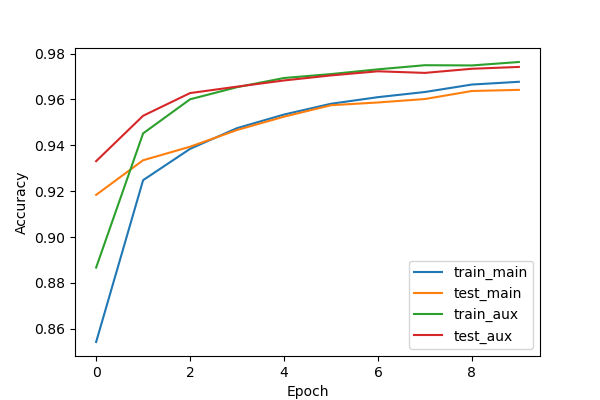 0.98
0.96
0.94
0.92
0.90
0.88
0.86
Accuracy
train_main
test_main
train_aux
test_aux
0 2 4 6 8
Epoch